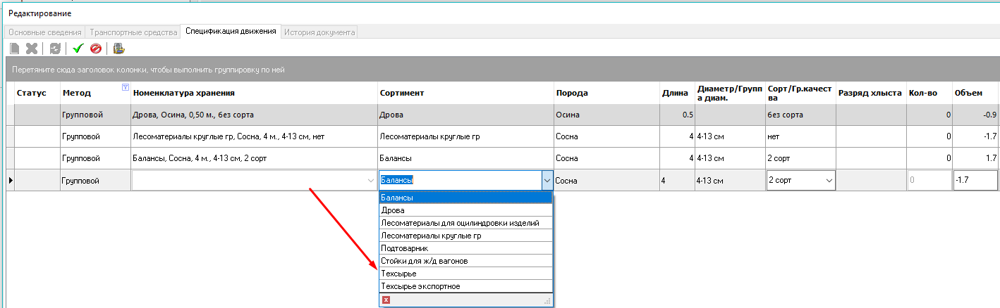 Редактирование
Основные сведения Транспортные средства Спецификация движения История документа
Перетяните сюда заголовок колонки, чтобы выполнить группировку по ней
Статус Метод Номенклатура хранения Сортимент Порода Длина Диаметр/Групп Сорт/Гр.качест Разряд хлыста Кол-во Объем
а диам. ва
Групповой Дрова, Осина, 0,50 м., без сорта Дрова Осина 0.5 без сорта 0 -0.9
Групповой Лесоматериалы круглые гр, Сосна, 4 м., 4-13 см, нет Лесоматериалы круглые гр Сосна 4 4-13 см нет 0 -1.7
Групповой Балансы, Сосна, 4 м., 4-13 см, 2 сорт Балансы Сосна 4 4-13 см 2 сорт 0 1.7
Групповой Балансы Сосна 4 4-13 см 2 сорт 0 -1.7
Балансы
Дрова
Лесоматериалы для оцилиндровки изделий
Лесоматериалы круглые гр
Подтоварник
Стойки для ж/д вагонов
Техсырье
Техсырье экспортное